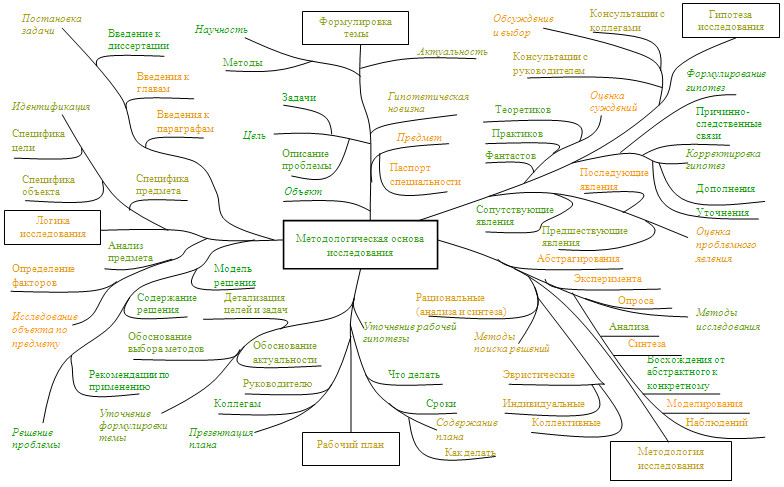 Постановка
задачи
Научность
Введение к
диссертации
Методы
Введения к
главам
Идентификация
Введения к
параграфам
Специфика
цели
Специфика
объекта
Специфика
предмета
Логика
исследования
Формулировка
темы
Актуальность
Задачи
Гипотетическая
новизна
Цель
Предмет
Описание
проблемы
Паспорт
специальности
Объект
Обсуждение
и выбор
Консультации с
коллегами
Консультации с
руководителем
Оценка
суждений
Теоретиков
Практиков
Фантастов
Гипотеза
исследования
Формулирование
гипотез
Причинно-
следственные
связи
Корректировка
гипотез
Последующие
явления
Дополнения
Уточнения
Сопутствующие
явления
Предшествующие
явления
Оценка
проблемного
явления
Методологическая основа
исследования
Анализ
предмета
Определение
факторов
Модель
решения
Исследование
объекта по
предмету
Содержание
решения
Детализация
целей и задач
Обоснование
выбора методов
Обоснование
актуальности
Рекомендации по
применению
Руководителю
Коллегам
Решение
проблемы
Уточнение
формулировки
темы
Презентация
плана
Рабочий план
Рациональные
(анализа и синтеза)
Уточнение рабочей
гипотезы
Методы
поиска решений
Что делать
Сроки
Содержание
плана
Как делать
Эвристические
Индивидуальные
Коллективные
Абстрагирования
Эксперимента
Опроса
Методы
исследования
Анализа
Синтеза
Восхождения от
абстрактного к
конкретному
Моделирования
Наблюдений
Методология
исследования